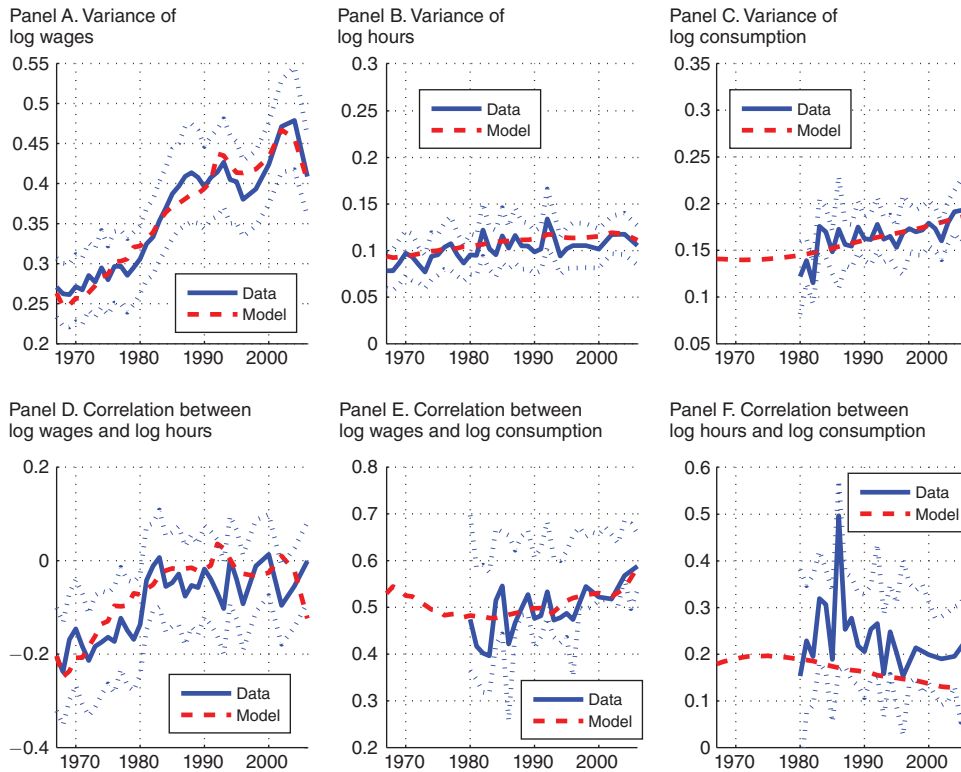 Panel A. Variance of
log wages
0.55
0.5
0.45
0.4
0.35
0.3
0.25
0.2
1970 1980 1990 2000
Data
Model
Panel B. Variance of
log hours
0.3
0.25
0.2
0.15
0.1
0.05
0
1970 1980 1990 2000
Data
Model
Panel C. Variance of
log consumption
0.35
0.3
0.25
0.2
0.15
0.1
0.05
1970 1980 1990 2000
Data
Model
Panel D. Correlation between
log wages and log hours
0.2
0
−0.2
−0.4
1970 1980 1990 2000
Data
Model
Panel E. Correlation between
log wages and log consumption
0.8
0.7
0.6
0.5
0.4
0.3
0.2
1970 1980 1990 2000
Data
Model
Panel F. Correlation between
log hours and log consumption
0.6
0.5
0.4
0.3
0.2
0.1
0
1970 1980 1990 2000
Data
Model